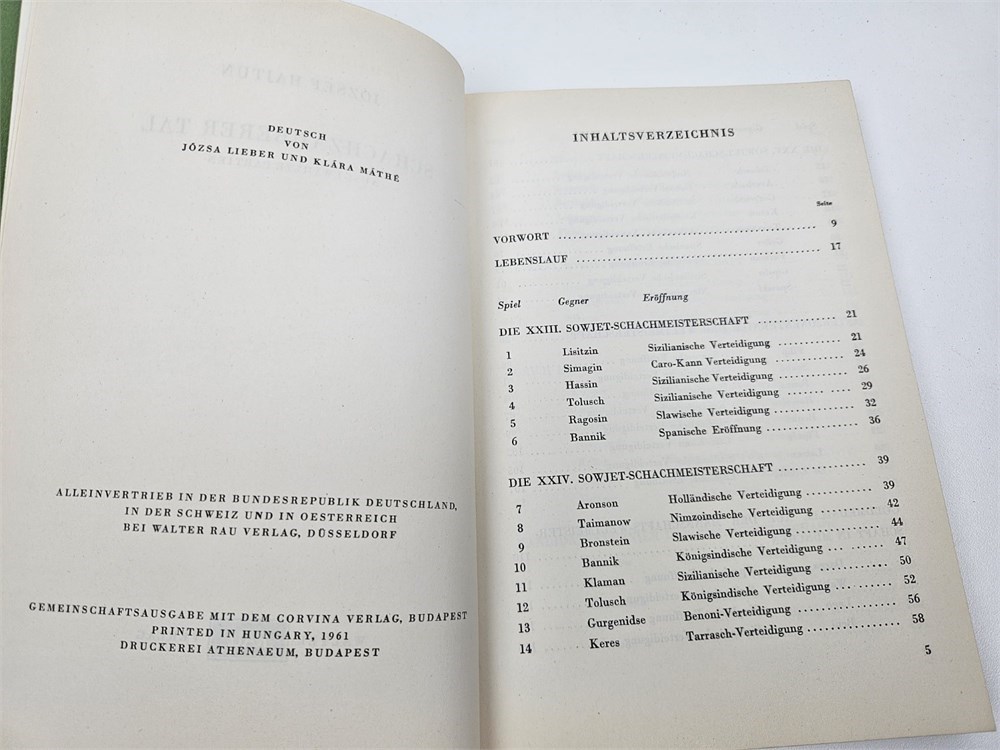 DEUTSCH
VON
JÓZSA LIEBER UND KLÁRA MÁTHÉ
ALLEINVERTRIEB IN DER BUNDESREPUBLIK DEUTSCHLAND,
IN DER SCHWEIZ UND IN OESTERREICH
BEI WALTER RAU VERLAG, DÜSSELDORF
GEMEINSCHAFTSAUSGABE MIT DEM CORVINA VERLAG, BUDAPEST
PRINTED IN HUNGARY, 1961
DRUCKEREI ATHENAEUM, BUDAPEST
INHALTSVERZEICHNIS
Seite
VORWORT 9
LEBENSLAUF 17
Spiel Gegner Eröffnung
DIE XXIII. SOWJET-SCHACHMEISTERSCHAFT 21
1 Lisitzin Sizilianische Verteidigung 21
2 Simagin Caro-Kann Verteidigung 24
3 Hassin Sizilianische Verteidigung 26
4 Tolusch Sizilianische Verteidigung 29
5 Ragosin Slawische Verteidigung 32
6 Bannik Spanische Eröffnung 36
DIE XXIV. SOWJET-SCHACHMEISTERSCHAFT 39
7 Aronson Holländische Verteidigung 39
8 Taimanow Nimzoindische Verteidigung 42
9 Bronstein Slawische Verteidigung 44
10 Bannik Königsindische Verteidigung 47
11 Klaman Sizilianische Verteidigung 50
12 Tolusch Königsindische Verteidigung 52
13 Gurgenidse Benoni-Verteidigung 56
14 Keres Tarrasch-Verteidigung 58
5